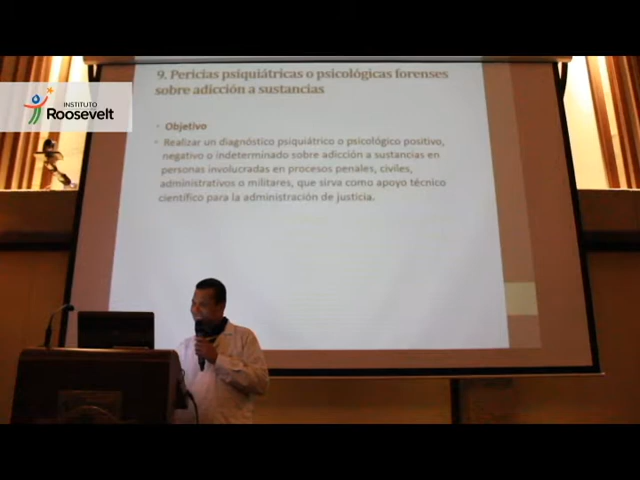 9. Pericias psiquiátricas o psicológicas forenses
sobre adicción a sustancias
INSTITUTO
Roosevelt
• Objetivo
• Realizar un diagnóstico psiquiátrico o psicológico positivo,
negativo o indeterminado sobre adicción a sustancias en
personas involucradas en procesos penales, civiles,
administrativos o militares, que sirva como apoyo técnico
científico para la administración de justicia.